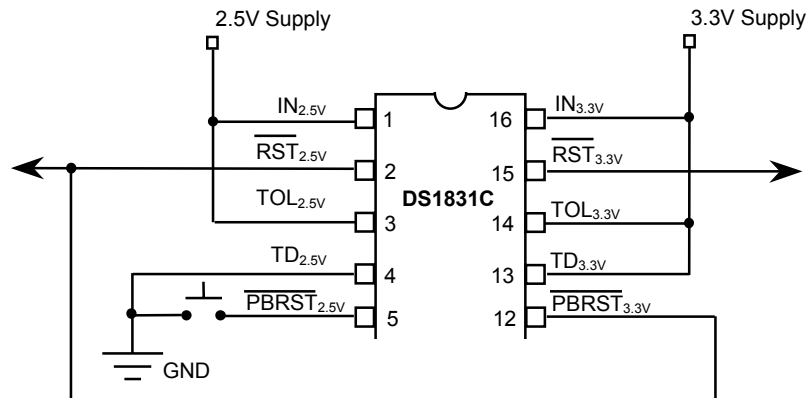 2.5V Supply
3.3V Supply
IN2.5V
1
16
IN3.3V
RST2.5V
2
15
RST3.3V
DS1831C
TOL2.5V
3
14
TOL3.3V
TD2.5V
4
13
TD3.3V
PBRST2.5V
5
12
PBRST3.3V
GND